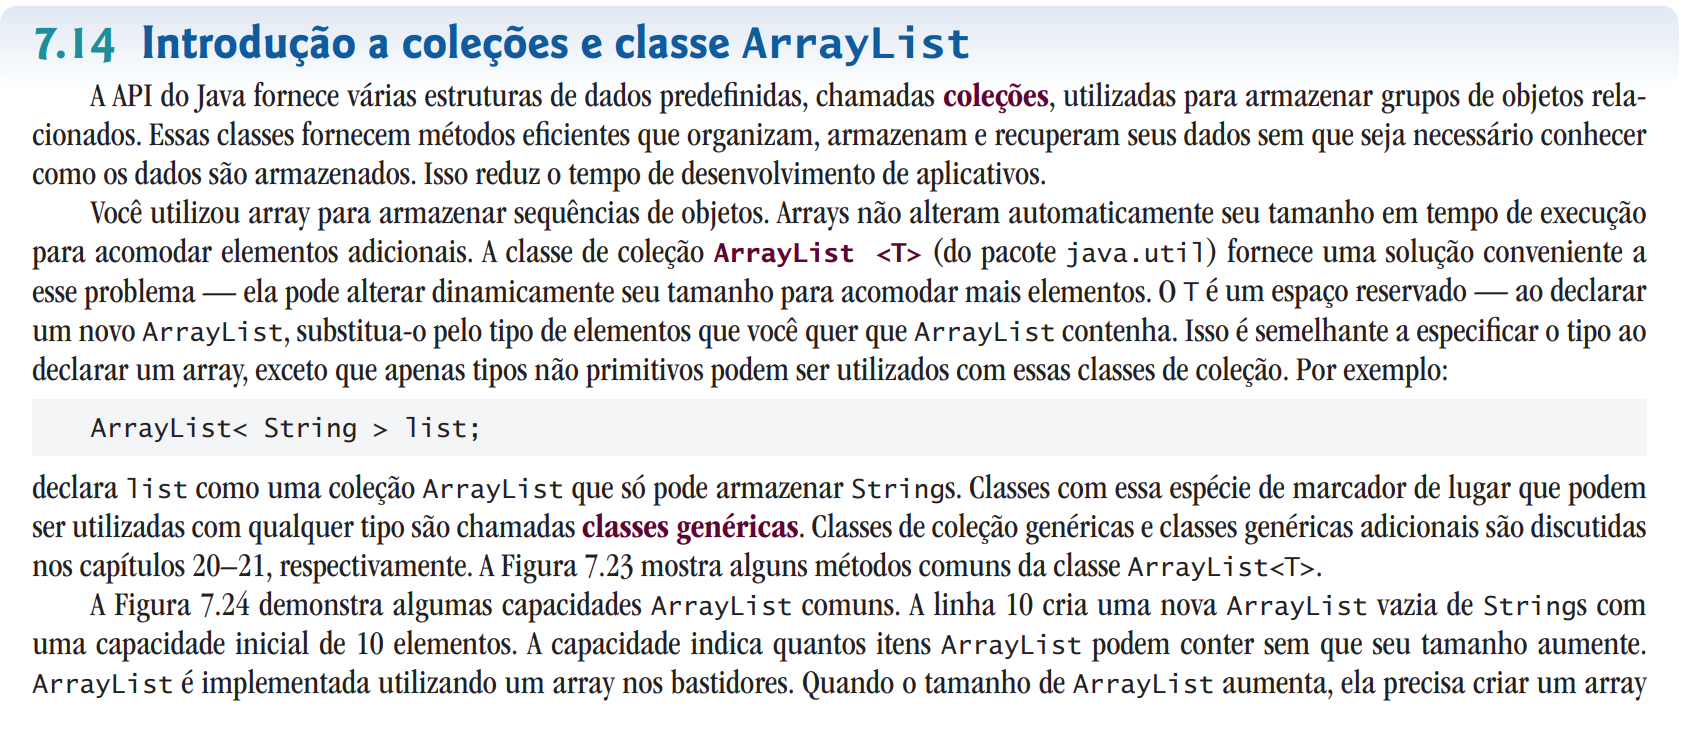 7.14 Introdução a coleções e classe ArrayList
A API do Java fornece várias estruturas de dados predefinidas, chamadas coleções, utilizadas para armazenar grupos de objetos rela-
cionados. Essas classes fornecem métodos eficientes que organizam, armazenam e recuperam seus dados sem que seja necessário conhecer
como os dados são armazenados. Isso reduz o tempo de desenvolvimento de aplicativos.
Você utilizou array para armazenar sequências de objetos. Arrays não alteram automaticamente seu tamanho em tempo de execução
para acomodar elementos adicionais. A classe de coleção ArrayList <T> (do pacote java.util) fornece uma solução conveniente a
esse problema — ela pode alterar dinamicamente seu tamanho para acomodar mais elementos. O T é um espaço reservado — ao declarar
um novo ArrayList, substitua-o pelo tipo de elementos que você quer que ArrayList contenha. Isso é semelhante a especificar o tipo ao
declarar um array, exceto que apenas tipos não primitivos podem ser utilizados com essas classes de coleção. Por exemplo:
ArrayList< String > list;
declara list como uma coleção ArrayList que só pode armazenar Strings. Classes com essa espécie de marcador de lugar que podem
ser utilizadas com qualquer tipo são chamadas classes genéricas. Classes de coleção genéricas e classes genéricas adicionais são discutidas
nos capítulos 20–21, respectivamente. A Figura 7.23 mostra alguns métodos comuns da classe ArrayList<T>.
A Figura 7.24 demonstra algumas capacidades ArrayList comuns. A linha 10 cria uma nova ArrayList vazia de Strings com
uma capacidade inicial de 10 elementos. A capacidade indica quantos itens ArrayList podem conter sem que seu tamanho aumente.
ArrayList é implementada utilizando um array nos bastidores. Quando o tamanho de ArrayList aumenta, ela precisa criar um array